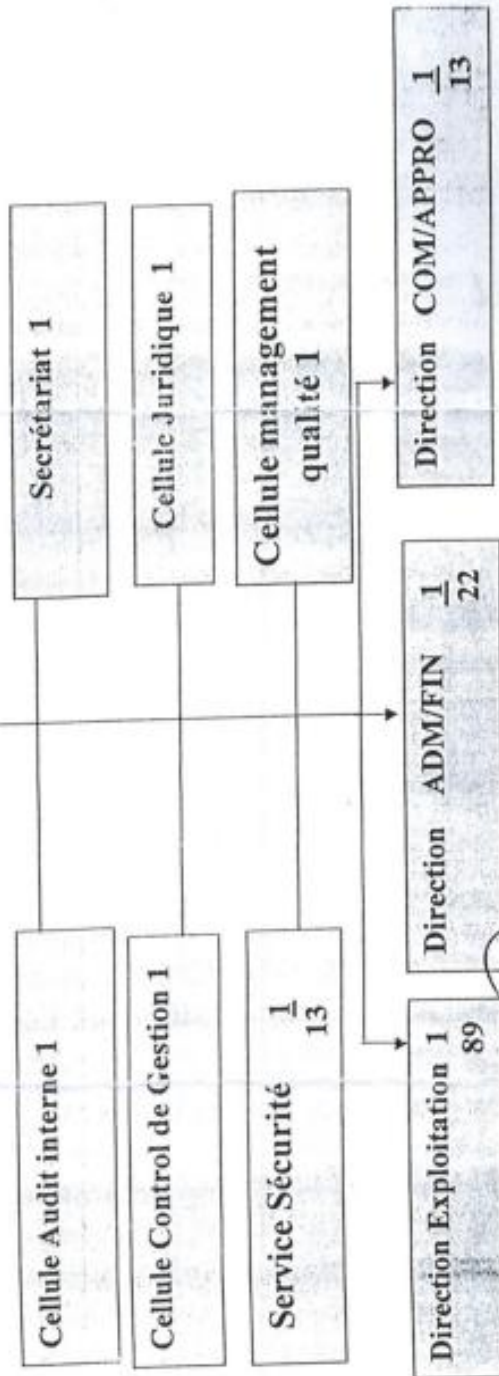 Cellule Audit interne 1
Secrétariat 1
Cellule Control de Gestion 1
Cellule Juridique 1
Service Sécurité 1
13
Cellule management
qualité 1
Direction Exploitation 1
89
Direction ADM/FIN 1
22
Direction COM/APPRO 1
13